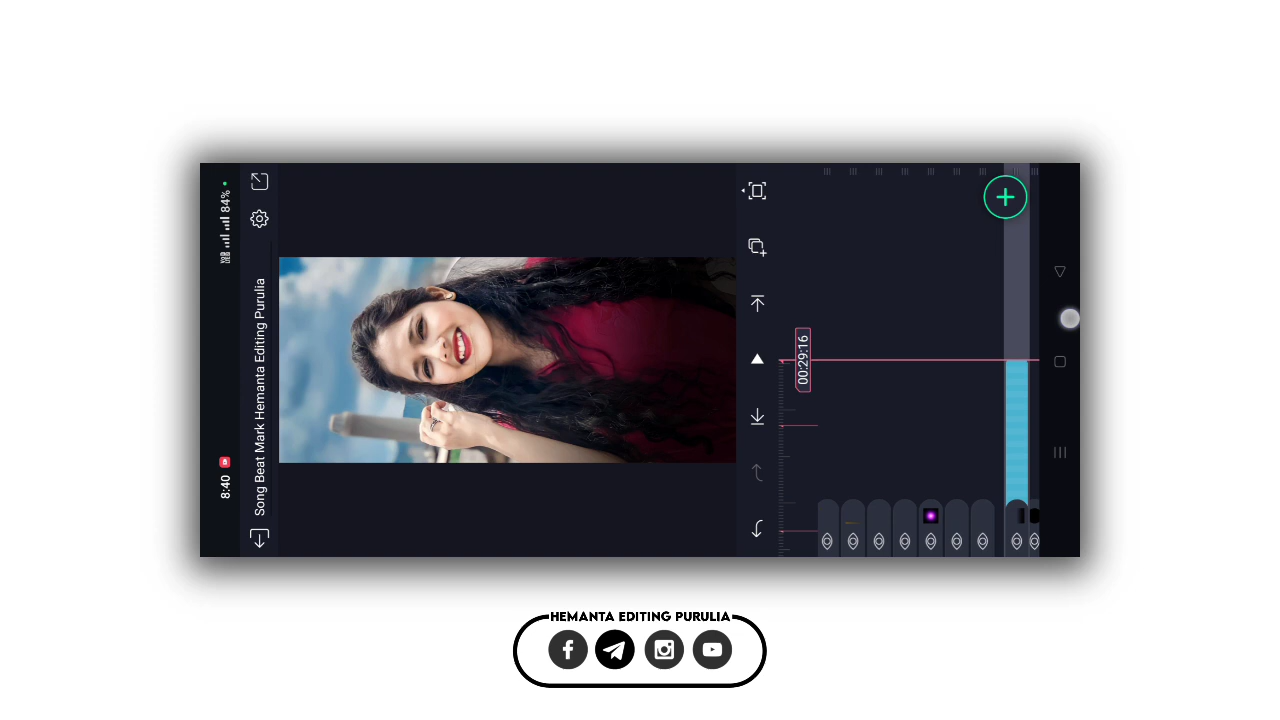 8:40
84%
Song Beat Mark Hemanta Editing Purulia
00:29:16
HEMANTA EDITING PURULIA